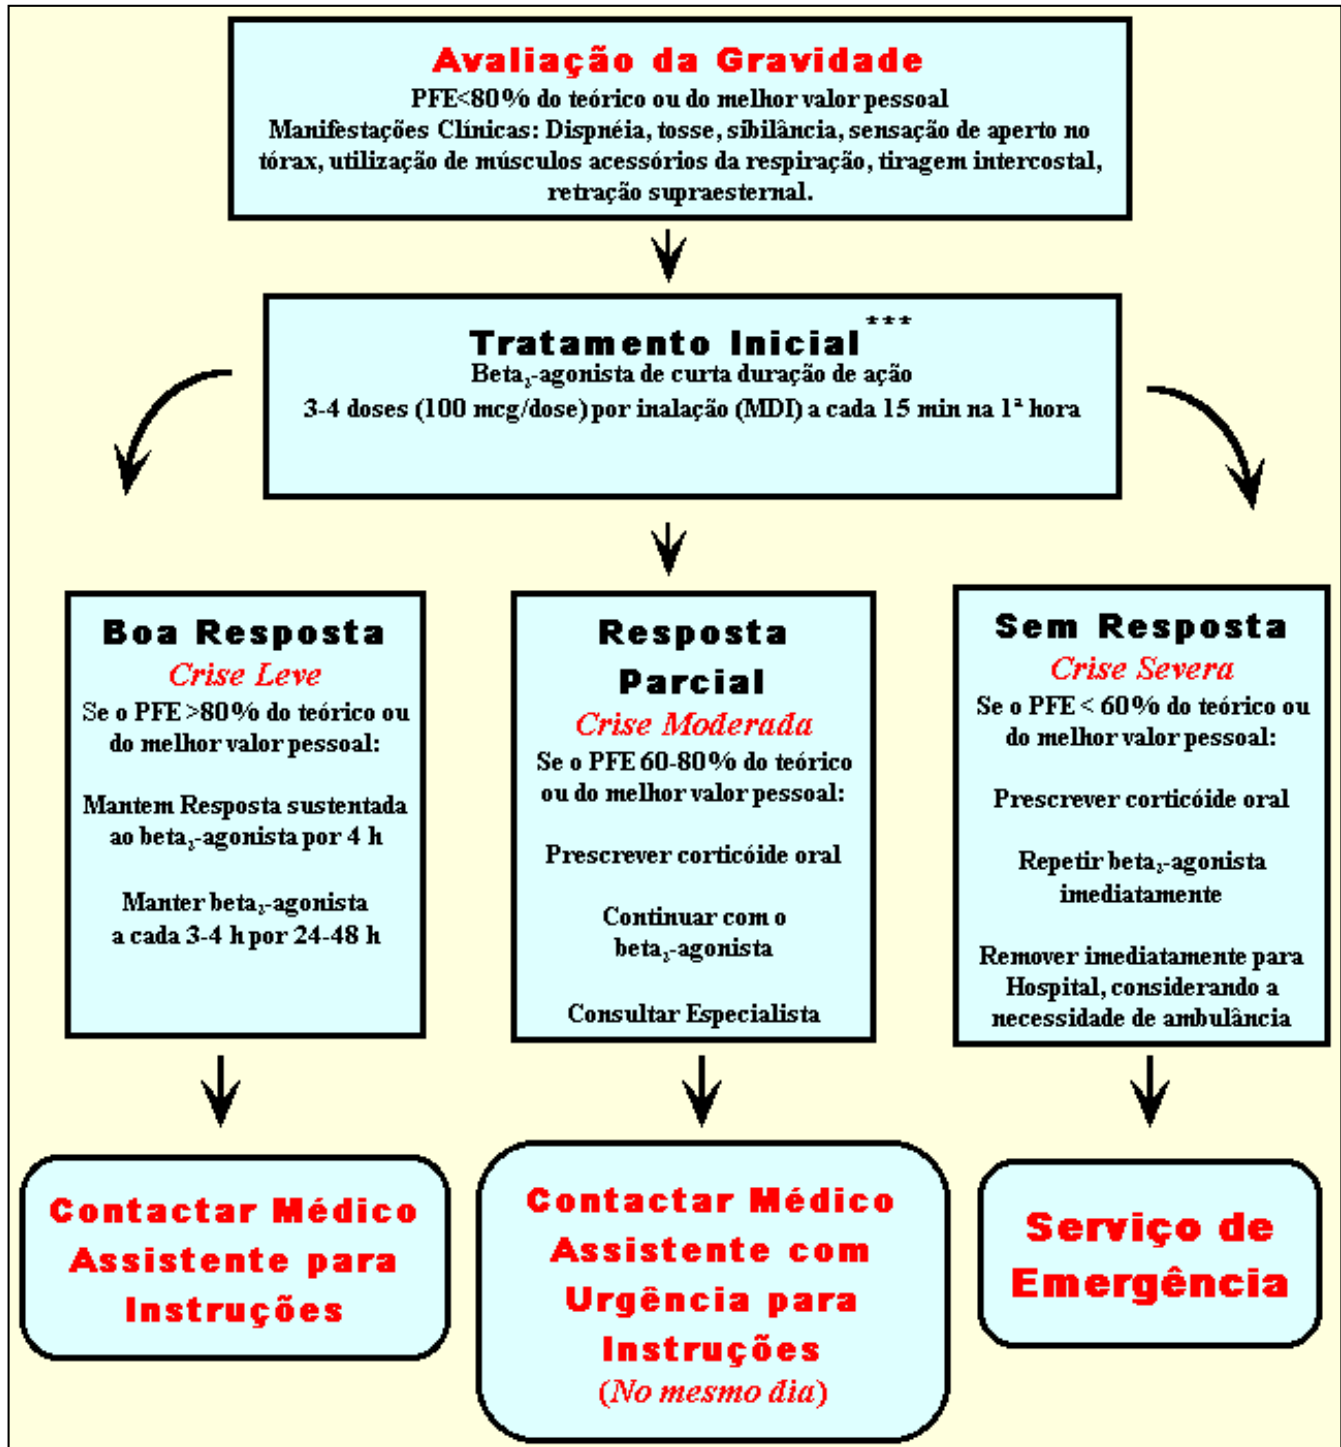 Avaliação da Gravidade
PFE<80% do teórico ou do melhor valor pessoal
Manifestações Clínicas: Dispnéia, tosse, sibilância, sensação de aperto no
tórax, utilização de músculos acessórios da respiração, tiragem intercostal,
retração supraesternal.
Tratamento Inicial***
Beta₂-agonista de curta duração de ação
3-4 doses (100 mcg/dose) por inalação (MDI) a cada 15 min na 1ª hora
Boa Resposta
Crise Leve
Se o PFE >80% do teórico ou
do melhor valor pessoal:
Mantem Resposta sustentada
ao beta₂-agonista por 4 h
Manter beta₂-agonista
a cada 3-4 h por 24-48 h
Resposta
Parcial
Crise Moderada
Se o PFE 60-80% do teórico
ou do melhor valor pessoal:
Prescrever corticóide oral
Continuar com o
beta₂-agonista
Consultar Especialista
Sem Resposta
Crise Severa
Se o PFE < 60% do teórico ou
do melhor valor pessoal:
Prescrever corticóide oral
Repetir beta₂-agonista
imediatamente
Remover imediatamente para
Hospital, considerando a
necessidade de ambulância
Contactar Médico
Assistente para
Instruções
Contactar Médico
Assistente com
Urgência para
Instruções
(No mesmo dia)
Serviço de
Emergência